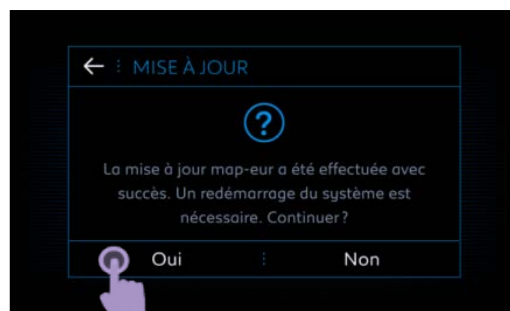 MISE À JOUR
La mise à jour map-eur a été effectuée avec
succès. Un redémarrage du système est
nécessaire. Continuer ?
Oui
Non